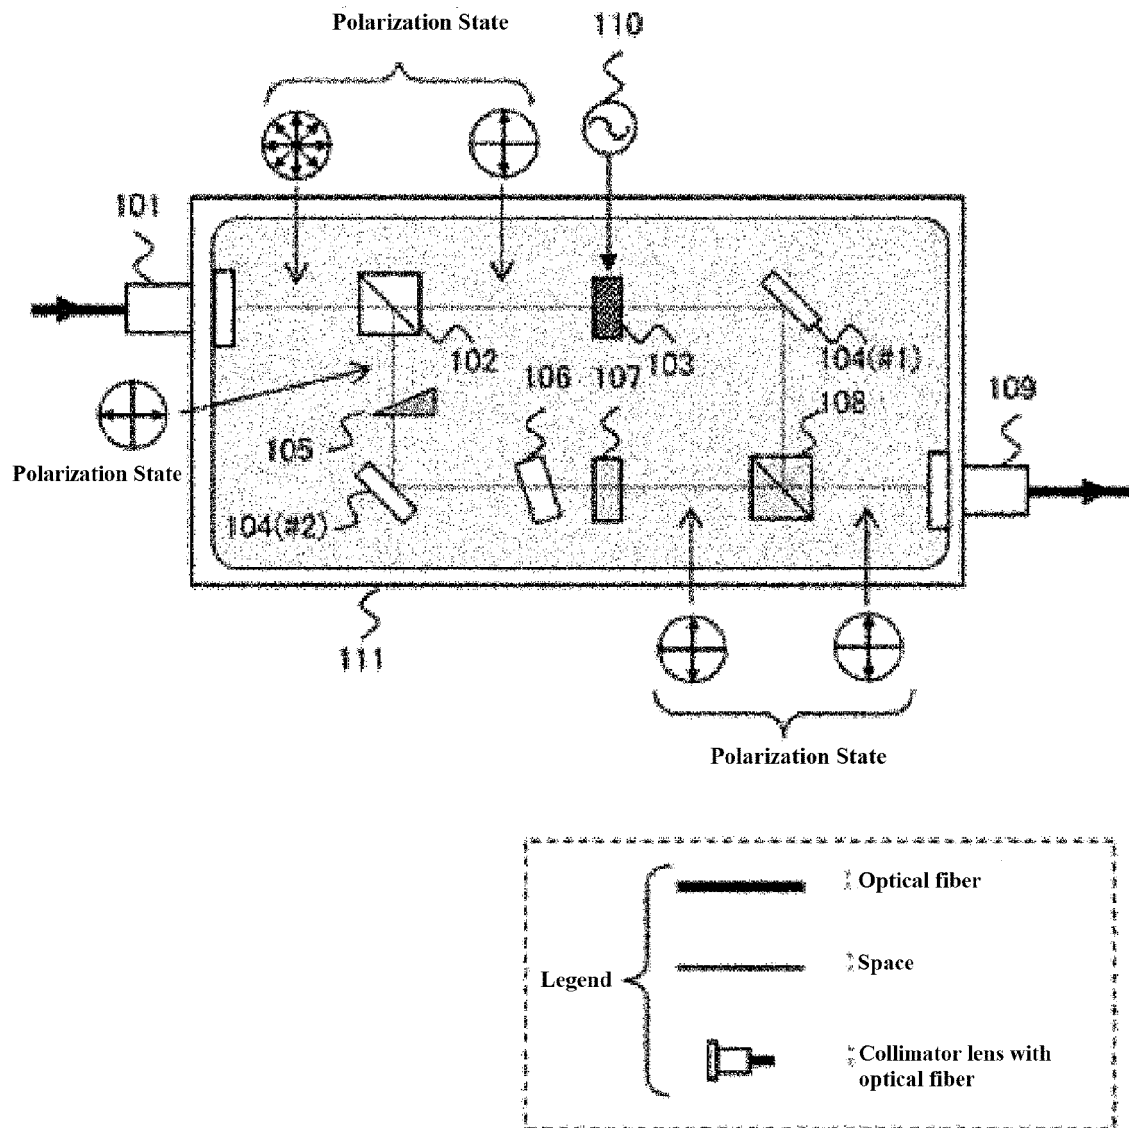 Polarization State
110
101
102
103
104(#1)
106
107
108
109
105
Polarization State
104(#2)
111
Polarization State
Legend
: Optical fiber
: Space
: Collimator lens with
optical fiber